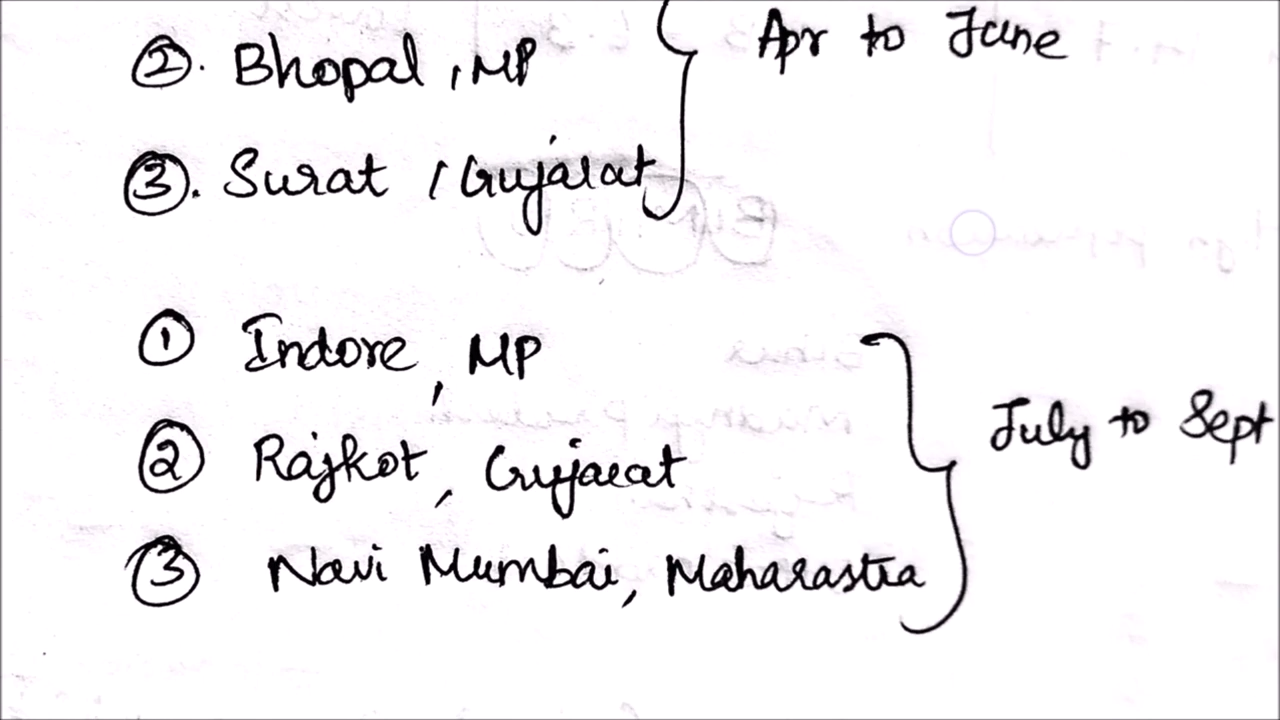 ②. Bhopal, MP
Apr to June
③. Surat, Gujarat
① Indore, MP
② Rajkot, Gujarat
July to Sept
③ Navi Mumbai, Maharastra